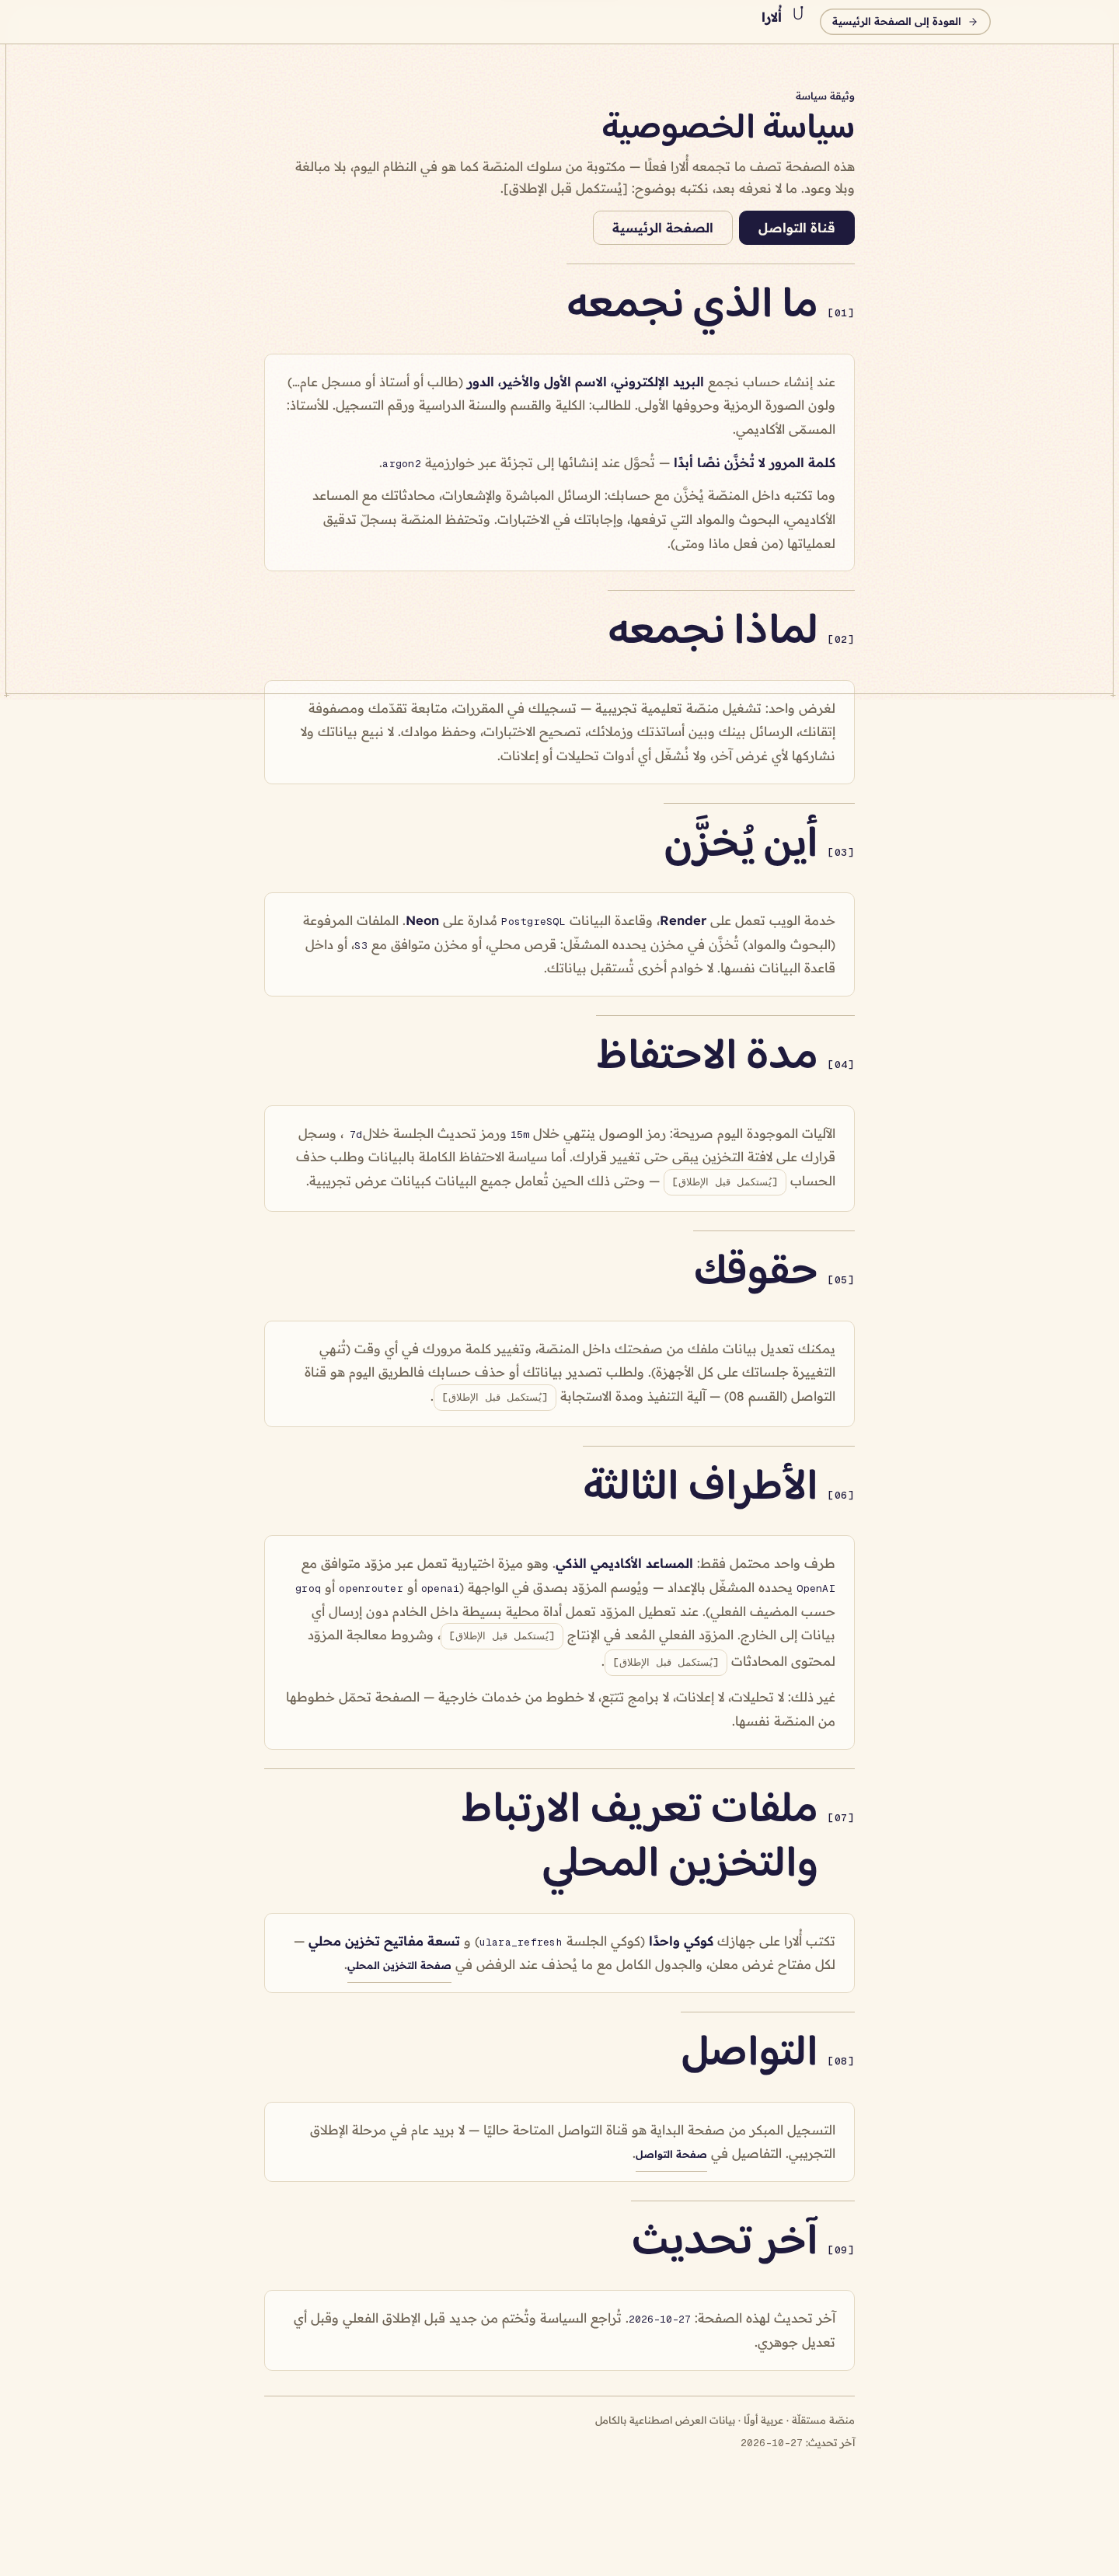 → العودة إلى الصفحة الرئيسية
أُلارا
وثيقة سياسة
سياسة الخصوصية
هذه الصفحة تصف ما تجمعه أُلارا فعلًا — مكتوبة من سلوك المنصّة كما هو في النظام اليوم، بلا مبالغة
وبلا وعود. ما لا نعرفه بعد، نكتبه بوضوح: [يُستكمل قبل الإطلاق].
قناة التواصل
الصفحة الرئيسية
[01] ما الذي نجمعه
عند إنشاء حساب نجمع البريد الإلكتروني، الاسم الأول والأخير، الدور (طالب أو أستاذ أو مسجل عام…)
ولون الصورة الرمزية وحروفها الأولى. للطالب: الكلية والقسم والسنة الدراسية ورقم التسجيل. للأستاذ:
المسمّى الأكاديمي.
كلمة المرور لا تُخزَّن نصًا أبدًا — تُحوَّل عند إنشائها إلى تجزئة عبر خوارزمية argon2.
وما تكتبه داخل المنصّة يُخزَّن مع حسابك: الرسائل المباشرة والإشعارات، محادثاتك مع المساعد
الأكاديمي، البحوث والمواد التي ترفعها، وإجاباتك في الاختبارات. وتحتفظ المنصّة بسجلّ تدقيق
لعملياتها (من فعل ماذا ومتى).
[02] لماذا نجمعه
لغرض واحد: تشغيل منصّة تعليمية تجريبية — تسجيلك في المقررات، متابعة تقدّمك ومصفوفة
إتقانك، الرسائل بينك وبين أساتذتك وزملائك، تصحيح الاختبارات، وحفظ موادك. لا نبيع بياناتك ولا
نشاركها لأي غرض آخر، ولا نُشغّل أي أدوات تحليلات أو إعلانات.
[03] أين يُخزَّن
خدمة الويب تعمل على Render، وقاعدة البيانات PostgreSQL مُدارة على Neon. الملفات المرفوعة
(البحوث والمواد) تُخزَّن في مخزن يحدده المشغّل: قرص محلي، أو مخزن متوافق مع S3، أو داخل
قاعدة البيانات نفسها. لا خوادم أخرى تُستقبل بياناتك.
[04] مدة الاحتفاظ
الآليات الموجودة اليوم صريحة: رمز الوصول ينتهي خلال 15m ورمز تحديث الجلسة خلال 7d ، وسجل
قرارك على لافتة التخزين يبقى حتى تغيير قرارك. أما سياسة الاحتفاظ الكاملة بالبيانات وطلب حذف
الحساب [يُستكمل قبل الإطلاق] — وحتى ذلك الحين تُعامل جميع البيانات كبيانات عرض تجريبية.
[05] حقوقك
يمكنك تعديل بيانات ملفك من صفحتك داخل المنصّة، وتغيير كلمة مرورك في أي وقت (تُنهي
التغييرة جلساتك على كل الأجهزة). ولطلب تصدير بياناتك أو حذف حسابك فالطريق اليوم هو قناة
التواصل (القسم 08) — آلية التنفيذ ومدة الاستجابة [يُستكمل قبل الإطلاق].
[06] الأطراف الثالثة
طرف واحد محتمل فقط: المساعد الأكاديمي الذكي. وهو ميزة اختيارية تعمل عبر مزوّد متوافق مع
OpenAI يحدده المشغّل بالإعداد — ويُوسم المزوّد بصدق في الواجهة (openai أو openrouter أو groq
حسب المضيف الفعلي). عند تعطيل المزوّد تعمل أداة محلية بسيطة داخل الخادم دون إرسال أي
بيانات إلى الخارج. المزوّد الفعلي المُعد في الإنتاج [يُستكمل قبل الإطلاق]، وشروط معالجة المزوّد
لمحتوى المحادثات [يُستكمل قبل الإطلاق].
غير ذلك: لا تحليلات، لا إعلانات، لا برامج تتبّع، لا خطوط من خدمات خارجية — الصفحة تحمّل خطوطها
من المنصّة نفسها.
[07] ملفات تعريف الارتباط
والتخزين المحلي
تكتب أُلارا على جهازك كوكي واحدًا (كوكي الجلسة ulara_refresh) و تسعة مفاتيح تخزين محلي —
لكل مفتاح غرض معلن، والجدول الكامل مع ما يُحذف عند الرفض في صفحة التخزين المحلي.
[08] التواصل
التسجيل المبكر من صفحة البداية هو قناة التواصل المتاحة حاليًا — لا بريد عام في مرحلة الإطلاق
التجريبي. التفاصيل في صفحة التواصل.
[09] آخر تحديث
آخر تحديث لهذه الصفحة: 2026-10-27. تُراجع السياسة وتُختم من جديد قبل الإطلاق الفعلي وقبل أي
تعديل جوهري.
منصّة مستقلّة · عربية أولًا · بيانات العرض اصطناعية بالكامل
آخر تحديث: 2026-10-27